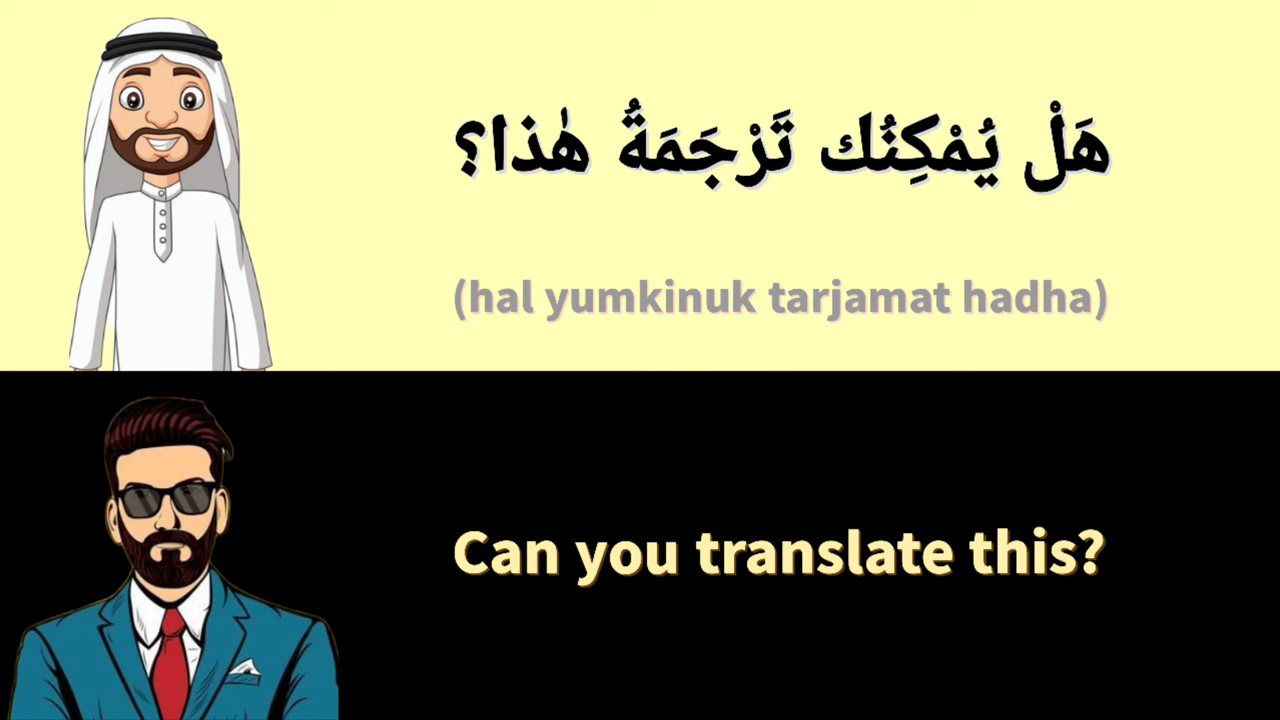 هَلْ يُمْكِنُك تَرْجَمَةُ هٰذا؟
(hal yumkinuk tarjamat hadha)
Can you translate this?